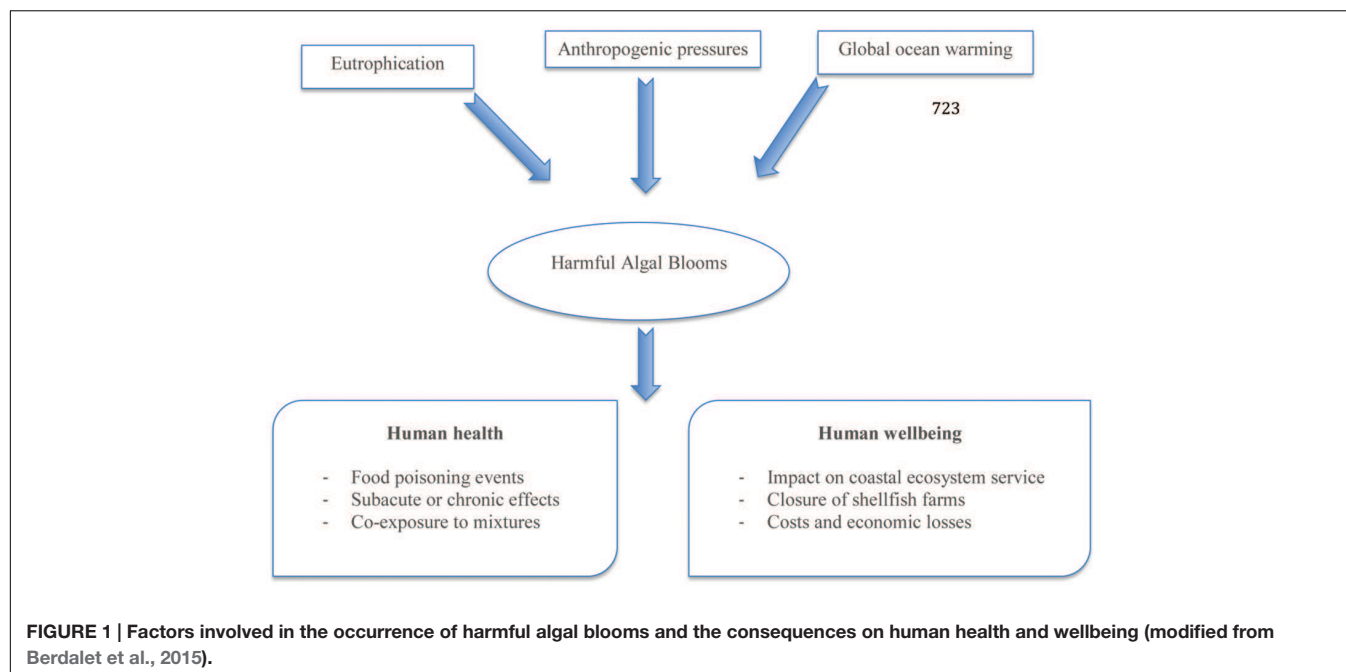 Eutrophication
Anthropogenic pressures
Global ocean warming
723
Harmful Algal Blooms
Human health
- Food poisoning events
- Subacute or chronic effects
- Co-exposure to mixtures
Human wellbeing
- Impact on coastal ecosystem service
- Closure of shellfish farms
- Costs and economic losses
FIGURE 1 | Factors involved in the occurrence of harmful algal blooms and the consequences on human health and wellbeing (modified from
Berdalet et al., 2015).